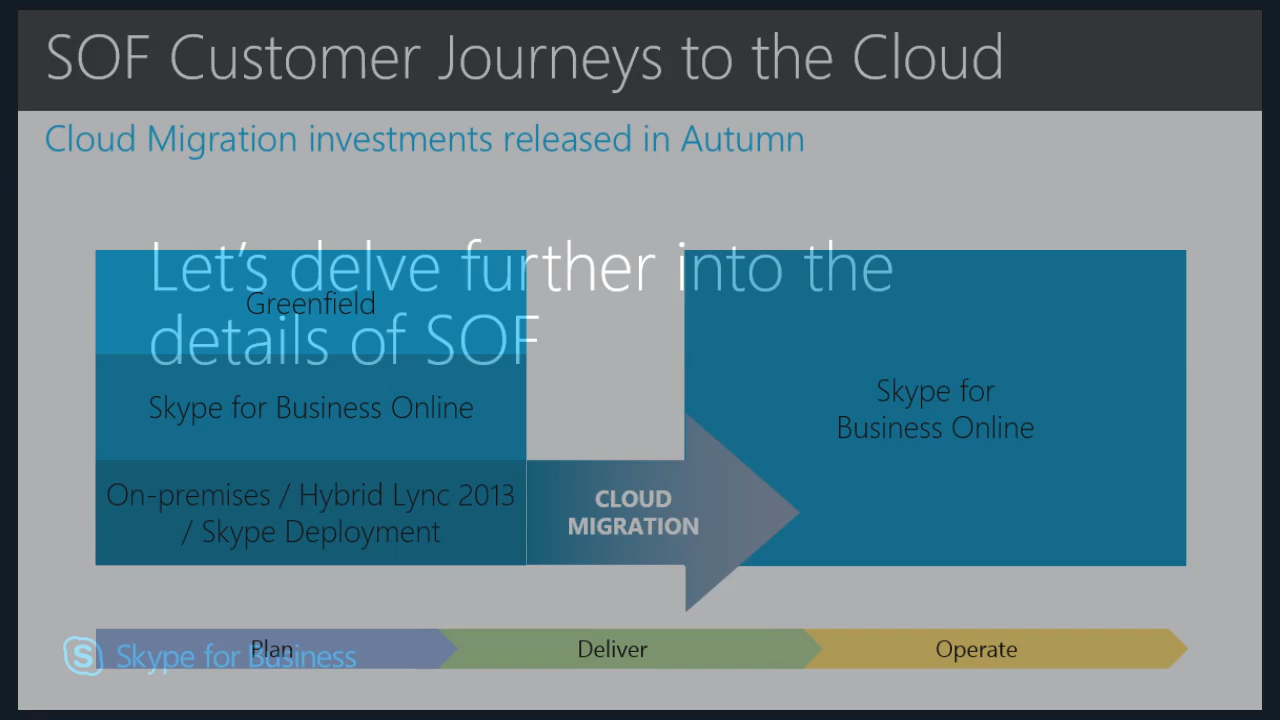 SOF Customer Journeys to the Cloud
Cloud Migration investments released in Autumn
Let's delve further into the
details of SOF
Greenfield
Skype for Business Online
On-premises / Hybrid Lync 2013
/ Skype Deployment
CLOUD
MIGRATION
Skype for
Business Online
Plan
Deliver
Operate
S
Skype for Business